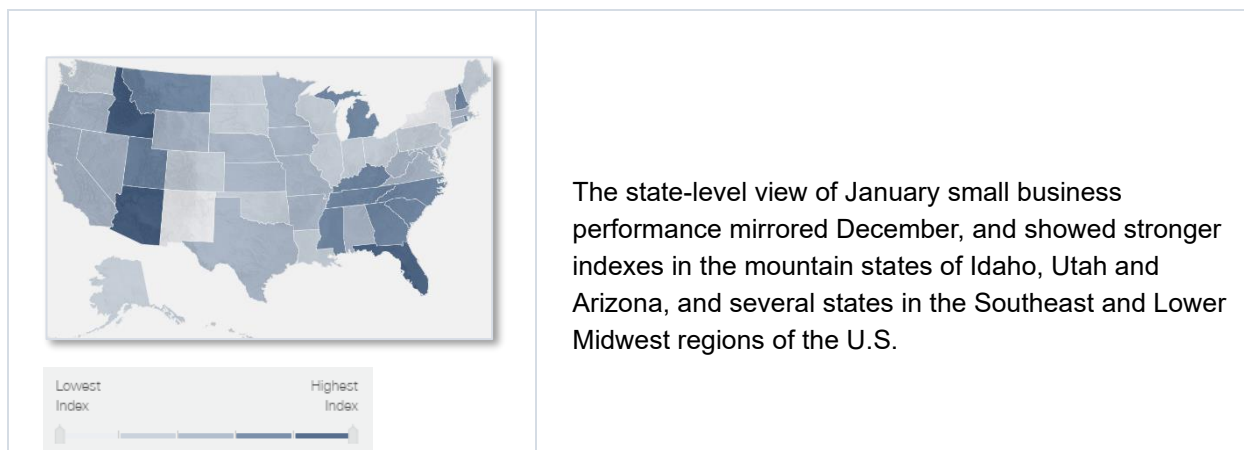 The state-level view of January small business
performance mirrored December, and showed stronger
indexes in the mountain states of Idaho, Utah and
Arizona, and several states in the Southeast and Lower
Midwest regions of the U.S.
Lowest
Index
Highest
Index